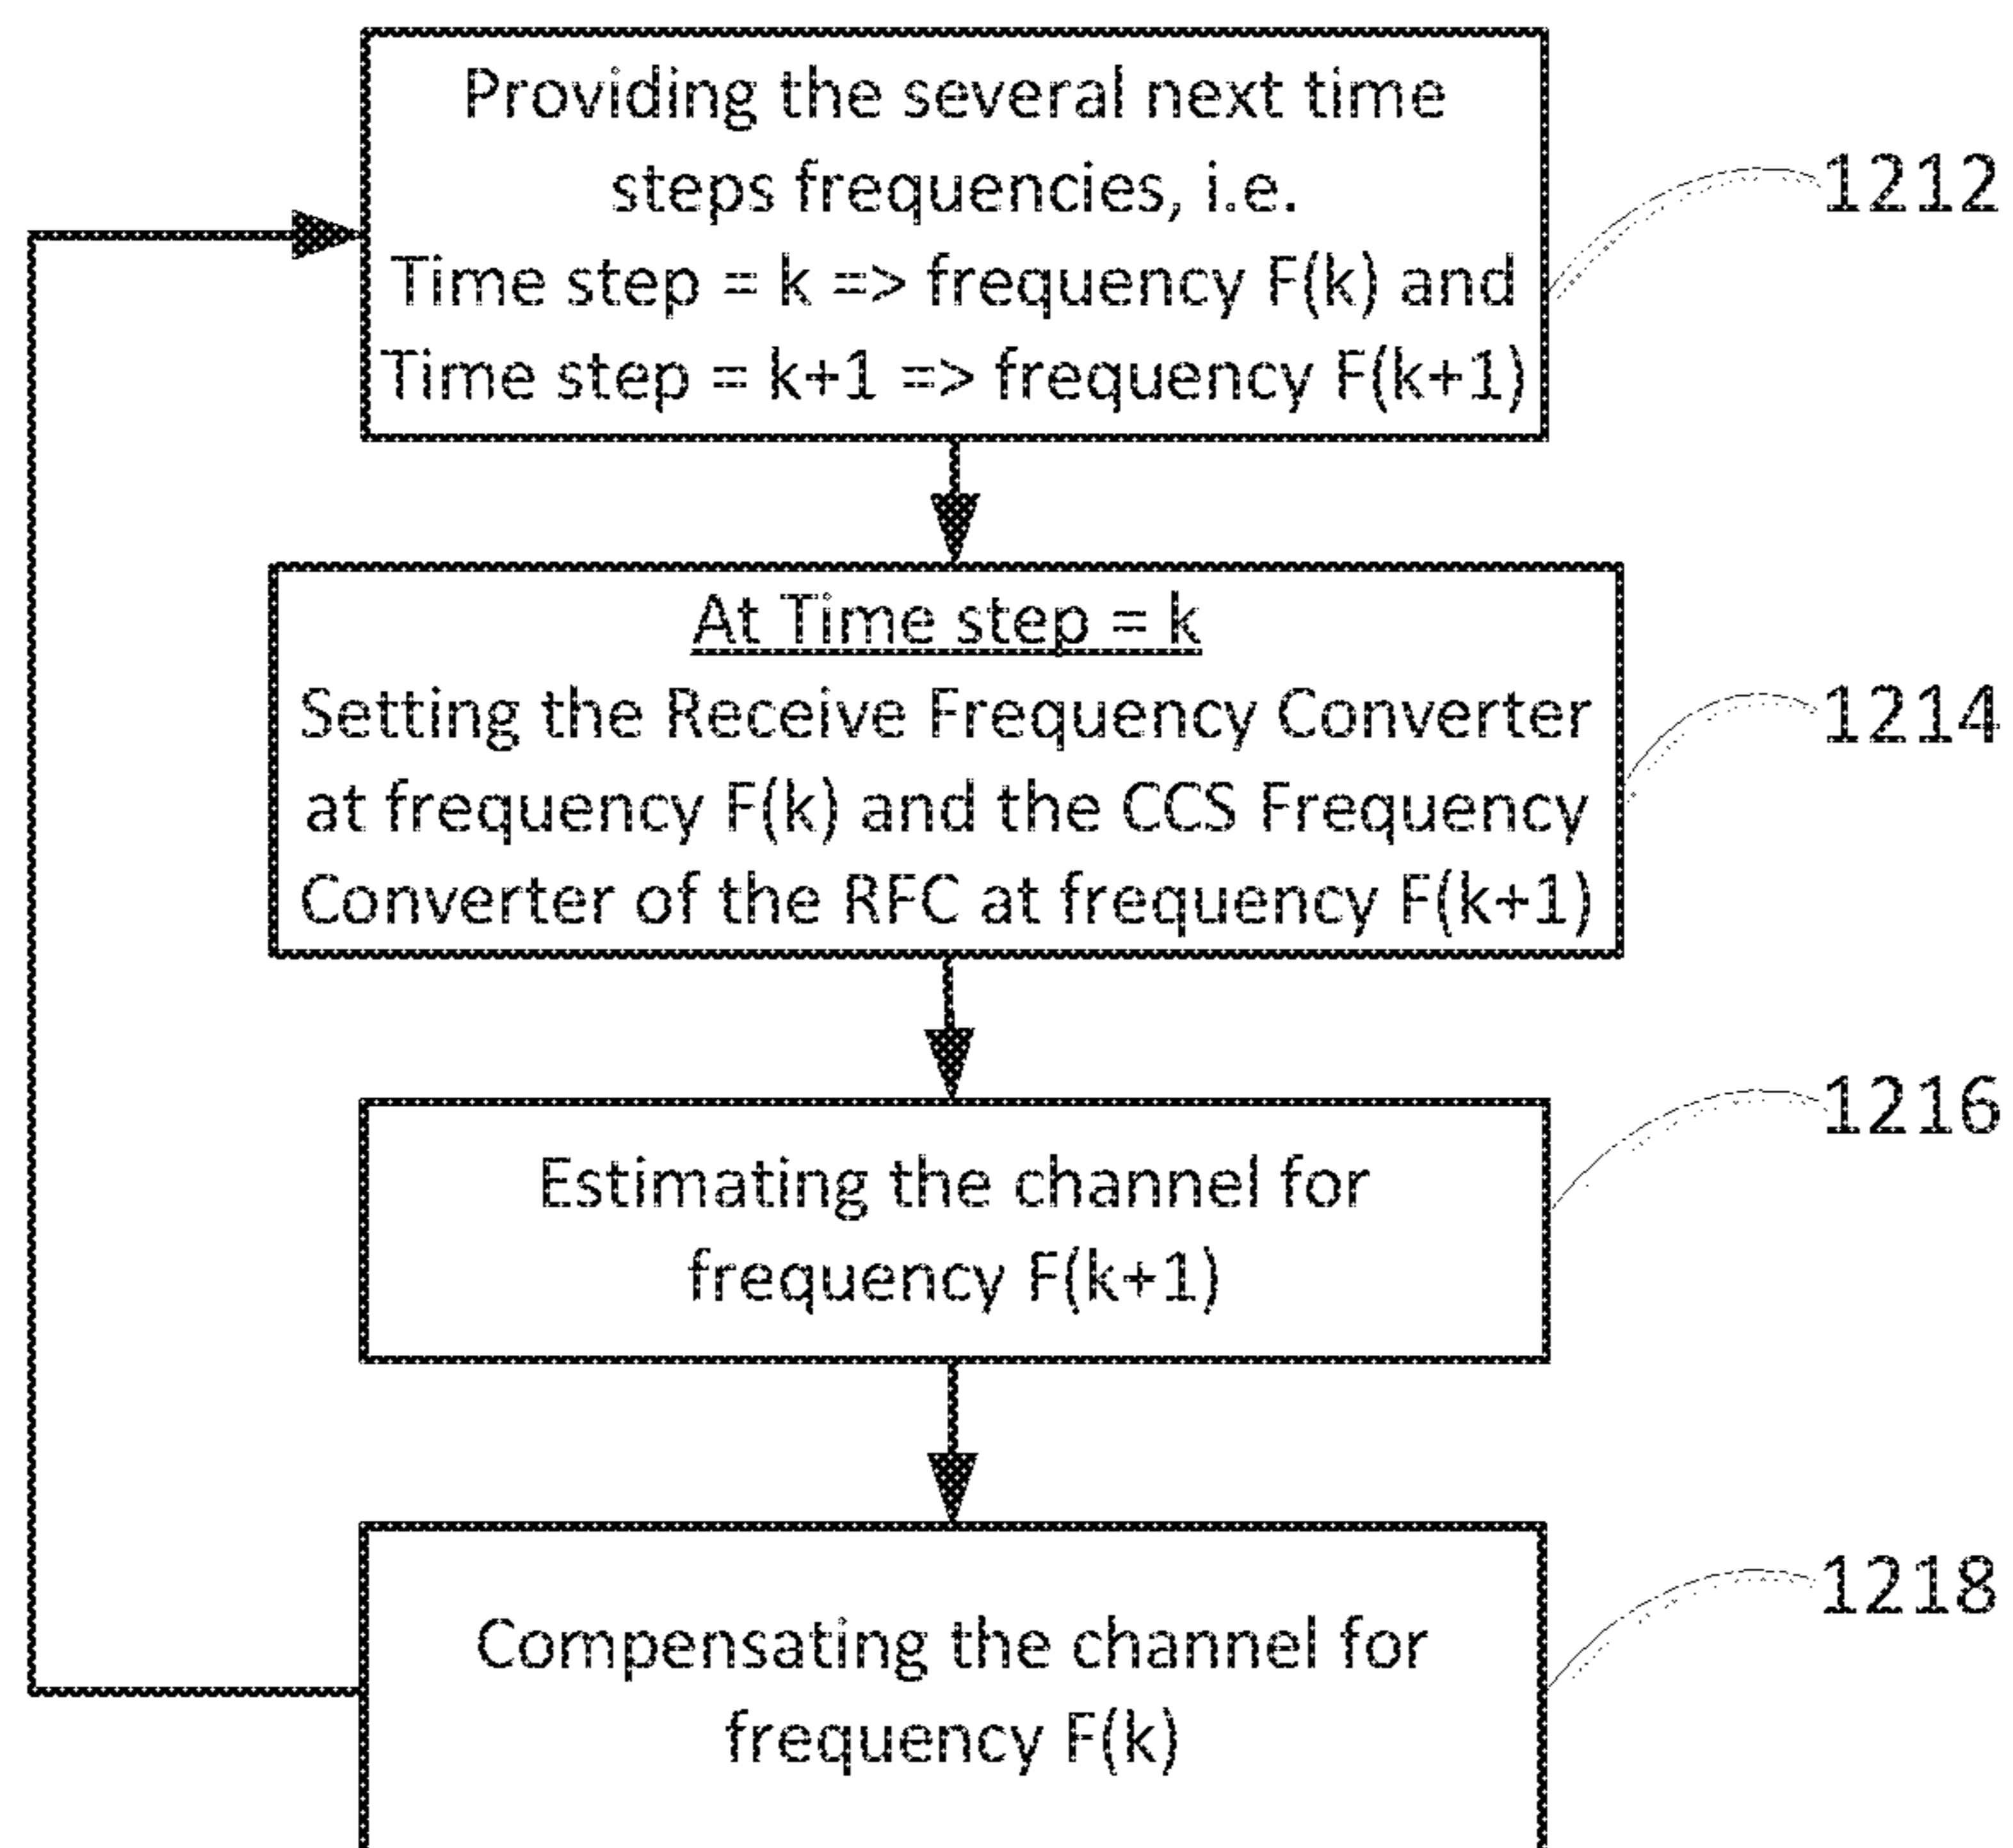 Providing the several next time
steps frequencies, i.e.
Time step = k => frequency F(k) and
Time step = k+1 => frequency F(k+1)
1212
At Time step = k
Setting the Receive Frequency Converter
at frequency F(k) and the CCS Frequency
Converter of the RFC at frequency F(k+1)
1214
Estimating the channel for
frequency F(k+1)
1216
Compensating the channel for
frequency F(k)
1218